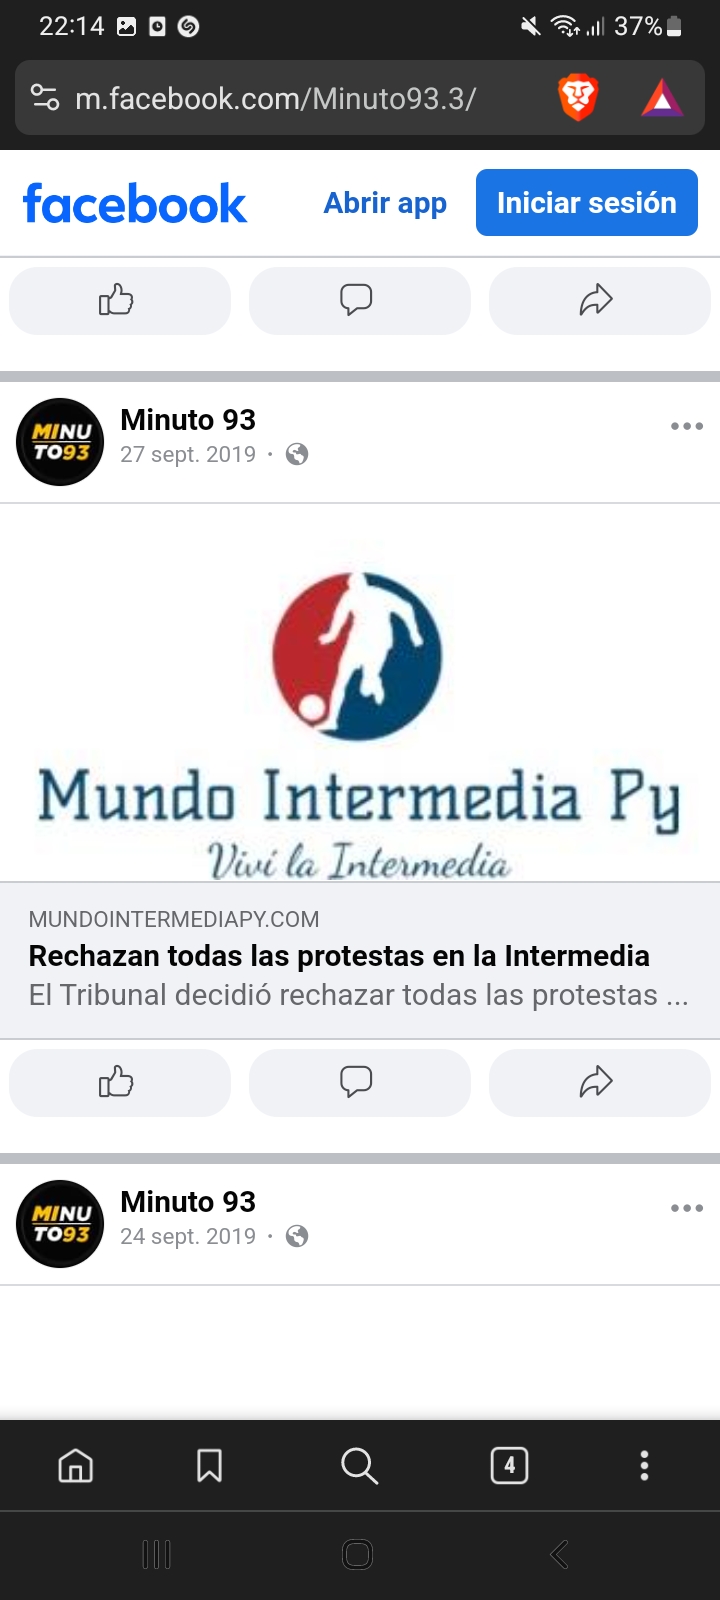 22:14
37%
m.facebook.com/Minuto93.3/
facebook
Abrir app
Iniciar sesión
MINU
TO93
Minuto 93
27 sept. 2019 ·
Mundo Intermedia Py
Viví la Intermedia
MUNDOINTERMEDIAPY.COM
Rechazan todas las protestas en la Intermedia
El Tribunal decidió rechazar todas las protestas ...
MINU
TO93
Minuto 93
24 sept. 2019 ·
4